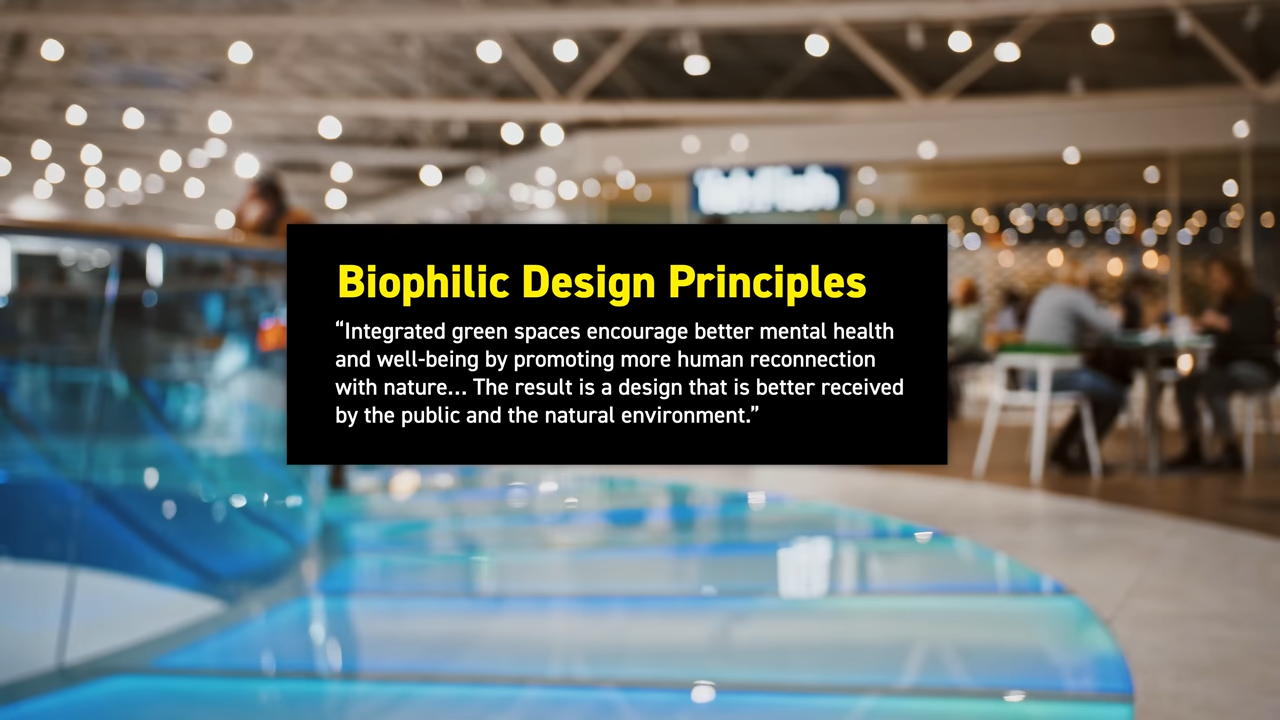 Biophilic Design Principles
“Integrated green spaces encourage better mental health
and well-being by promoting more human reconnection
with nature... The result is a design that is better received
by the public and the natural environment.”